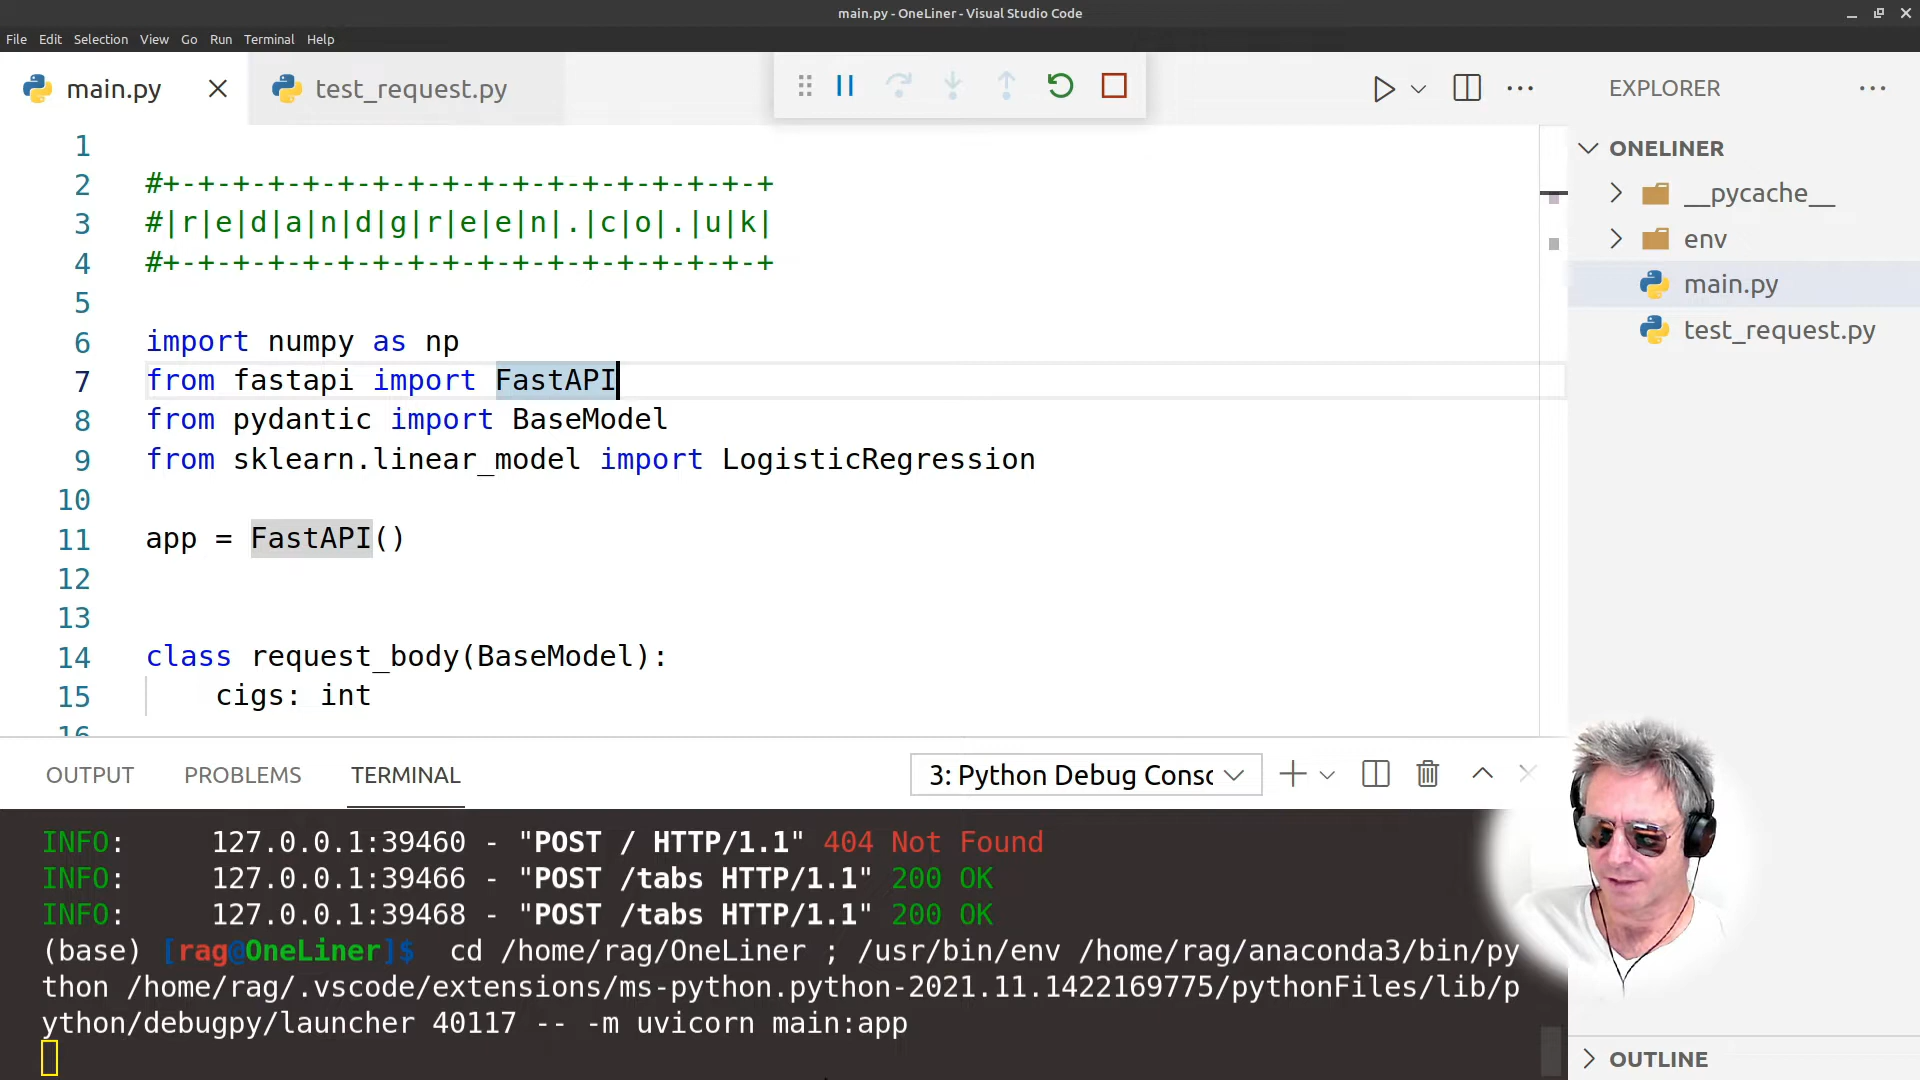 main.py - OneLiner - Visual Studio Code
File Edit Selection View Go Run Terminal Help
main.py
test_request.py
EXPLORER
ONELINER
__pycache__
env
main.py
test_request.py
1
2 #+-+-+-+-+-+-+-+-+-+-+-+-+-+-+-+-+-+
3 #|r|e|d|a|n|d|g|r|e|e|n|.|c|o|.|u|k|
4 #+-+-+-+-+-+-+-+-+-+-+-+-+-+-+-+-+-+
5
6 import numpy as np
7 from fastapi import FastAPI
8 from pydantic import BaseModel
9 from sklearn.linear_model import LogisticRegression
10
11 app = FastAPI()
12
13
14 class request_body(BaseModel):
15 cigs: int
16
OUTPUT PROBLEMS TERMINAL
3: Python Debug Consc
INFO: 127.0.0.1:39460 - "POST / HTTP/1.1" 404 Not Found
INFO: 127.0.0.1:39466 - "POST /tabs HTTP/1.1" 200 OK
INFO: 127.0.0.1:39468 - "POST /tabs HTTP/1.1" 200 OK
(base) [rag@OneLiner]$ cd /home/rag/OneLiner ; /usr/bin/env /home/rag/anaconda3/bin/py
thon /home/rag/.vscode/extensions/ms-python.python-2021.11.1422169775/pythonFiles/lib/p
ython/debugpy/launcher 40117 -- -m uvicorn main:app
OUTLINE